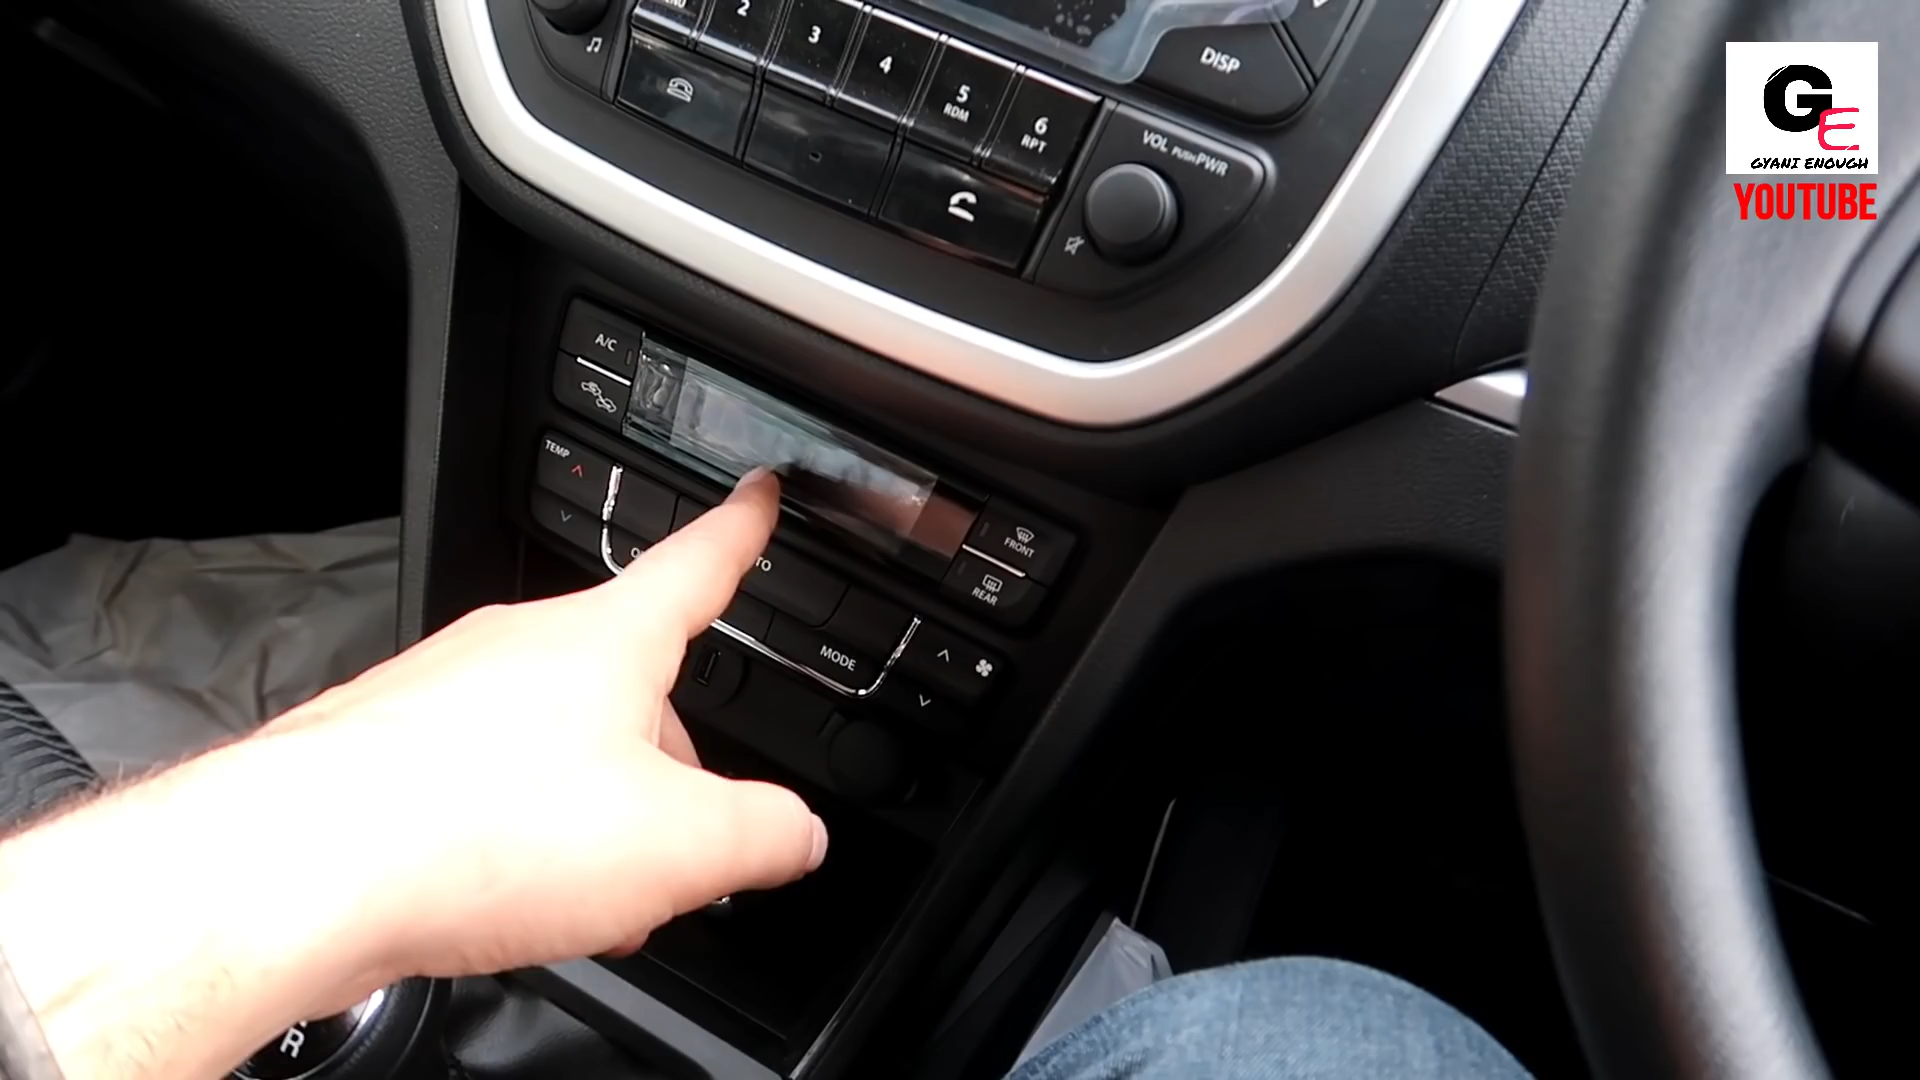 2
3
4
5
RDM
6
RPT
DISP
VOL PUSH PWR
A/C
TEMP
FRONT
REAR
MODE
R
GE
GYANI ENOUGH
YOUTUBE